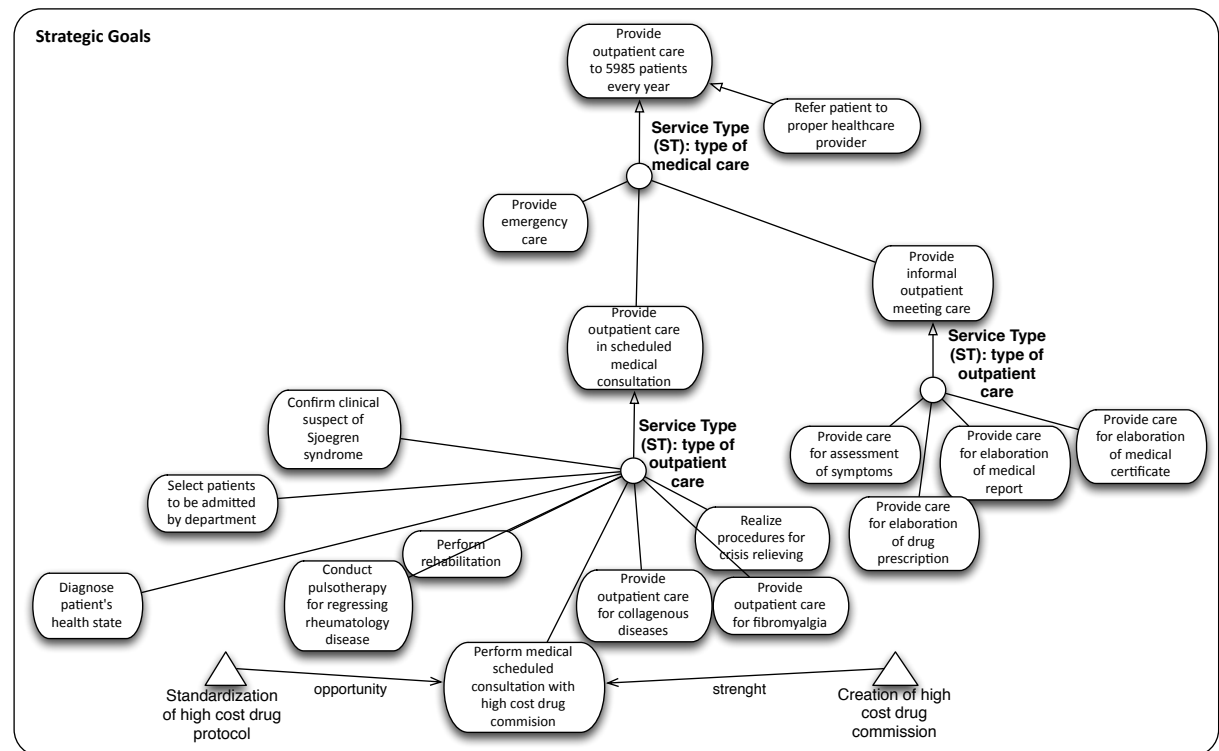 Strategic Goals
Provide
outpatient care
to 5985 patients
every year
Refer patient to
proper healthcare
provider
Service Type
(ST): type of
medical care
Provide
emergency
care
Provide
informal
outpatient
meeting care
Provide
outpatient care
in scheduled
medical
consultation
Service Type
(ST): type of
outpatient
care
Confirm clinical
suspect of
Sjoegren
syndrome
Service Type
(ST): type of
outpatient
care
Provide care
for assessment
of symptoms
Provide care
for elaboration
of medical
report
Provide care
for elaboration
of medical
certificate
Select patients
to be admitted
by department
Realize
procedures for
crisis relieving
Provide care
for elaboration
of drug
prescription
Perform
rehabilitation
Diagnose
patient's
health state
Conduct
pulsotherapy
for regressing
rheumatology
disease
Provide
outpatient care
for collagenous
diseases
Provide
outpatient care
for fibromyalgia
Perform medical
scheduled
consultation with
high cost drug
commision
opportunity
strenght
Standardization
of high cost drug
protocol
Creation of high
cost drug
commission